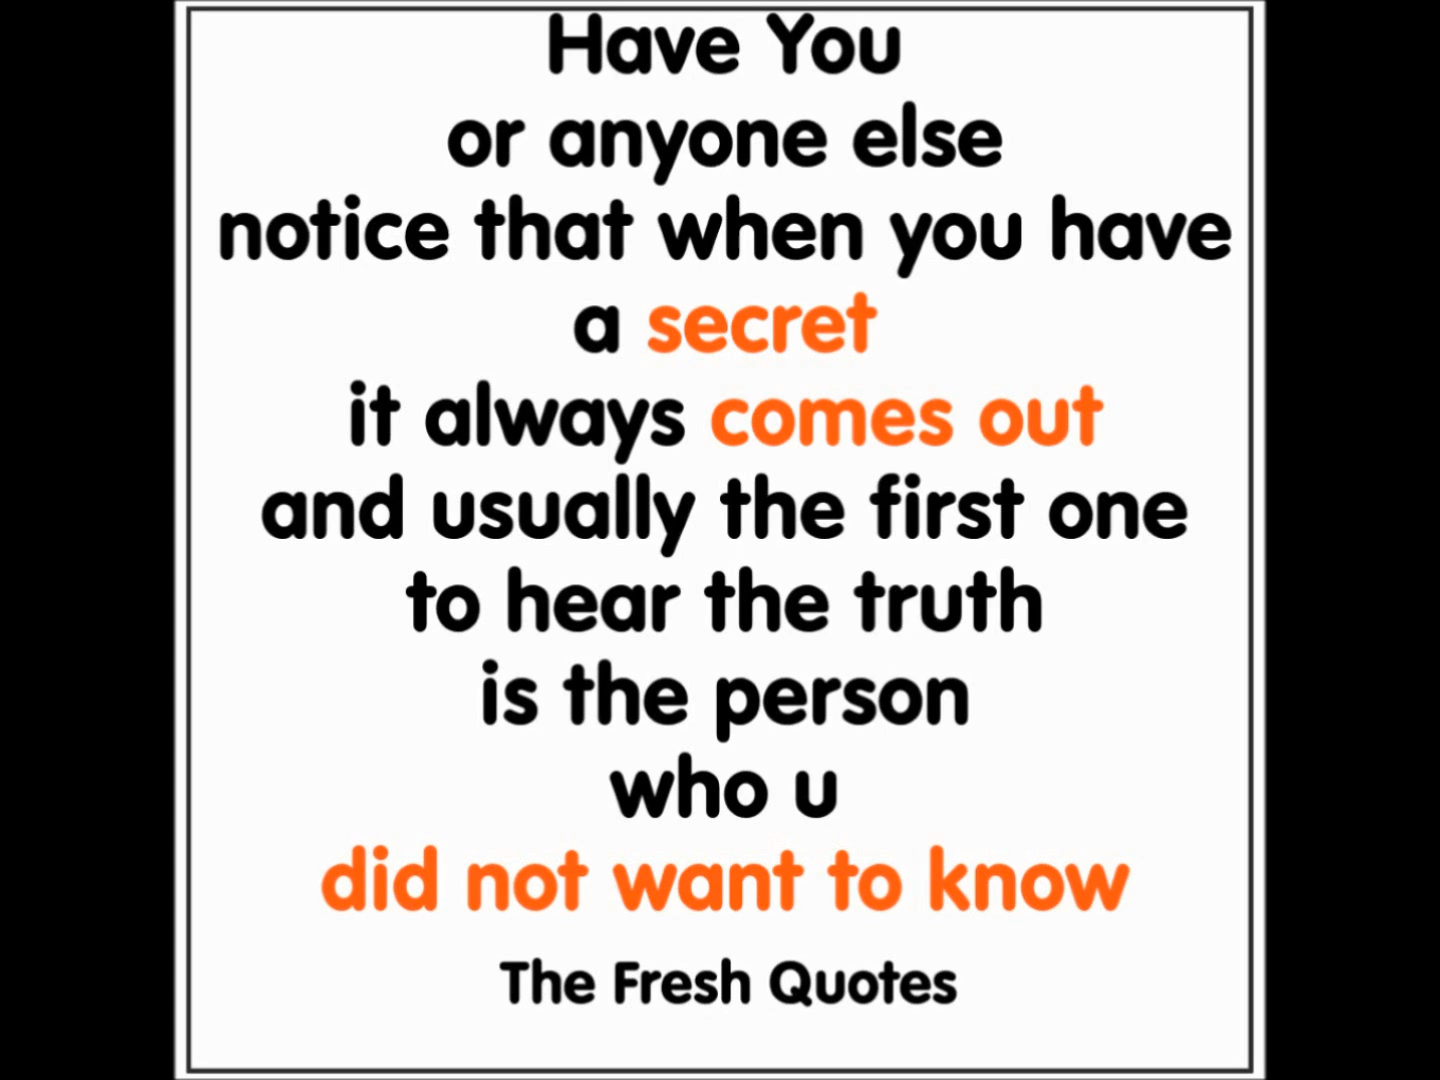 Have You
or anyone else
notice that when you have
a secret
it always comes out
and usually the first one
to hear the truth
is the person
who u
did not want to know
The Fresh Quotes